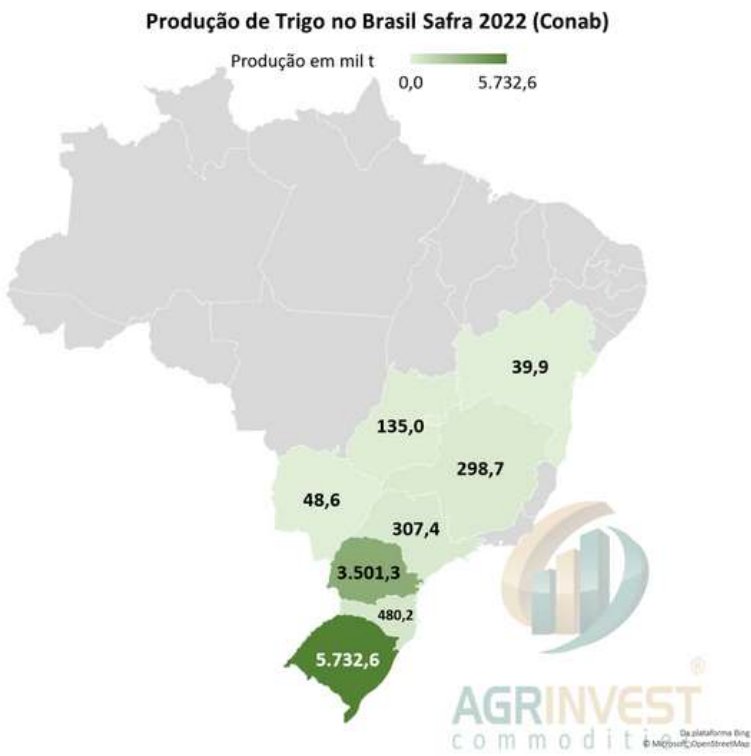 Produção de Trigo no Brasil Safra 2022 (Conab)
Produção em mil t
0,0 5.732,6
39,9
135,0
298,7
48,6
307,4
3.501,3
480,2
5.732,6
®
AGRINVEST
commodities
Da plataforma Bing
© Microsoft, OpenStreetMap